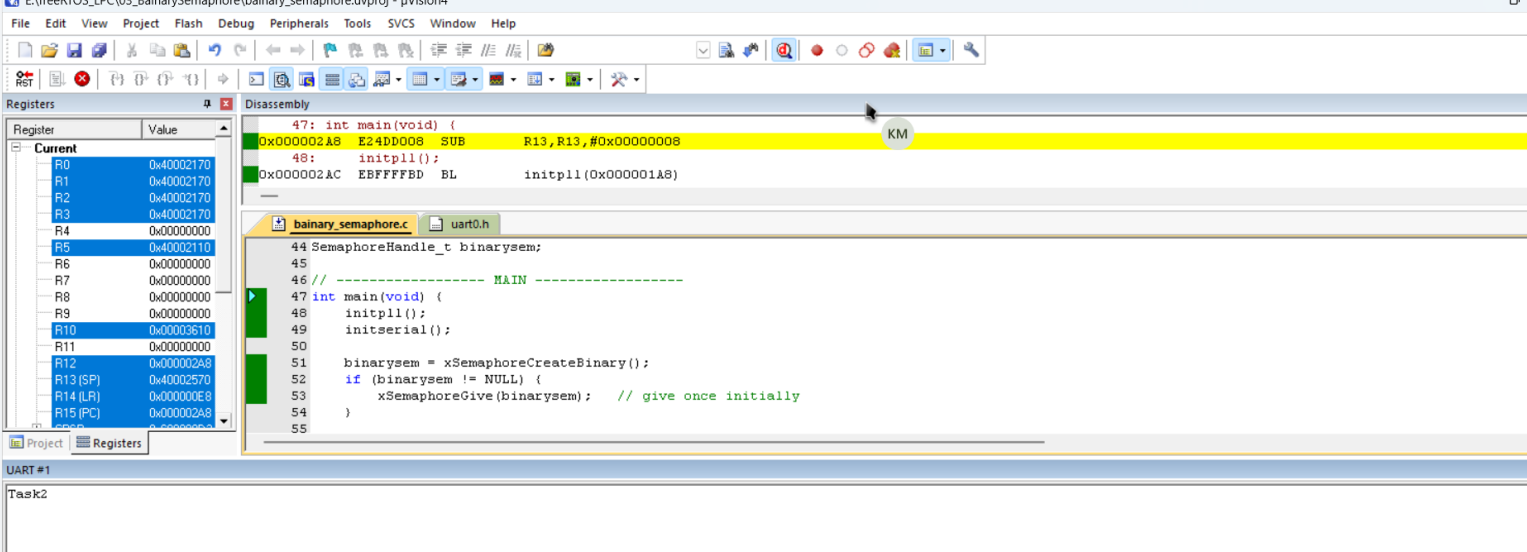 E:\freeRTOS_LPC\03_BainarySemaphore\bainary_semaphore.uvproj - µVision4
File Edit View Project Flash Debug Peripherals Tools SVCS Window Help
RST
Registers
Register Value
Current
R0 0x40002170
R1 0x40002170
R2 0x40002170
R3 0x40002170
R4 0x00000000
R5 0x40002110
R6 0x00000000
R7 0x00000000
R8 0x00000000
R9 0x00000000
R10 0x00003610
R11 0x00000000
R12 0x000002A8
R13 (SP) 0x40002570
R14 (LR) 0x000000E8
R15 (PC) 0x000002A8
Project Registers
Disassembly
47: int main(void) {
0x000002A8 E24DD008 SUB R13,R13,#0x00000008
48: initpll();
0x000002AC EBFFFFBD BL initpll(0x000001A8)
KM
bainary_semaphore.c uart0.h
44 SemaphoreHandle_t binarysem;
45
46 // ------------------ MAIN ------------------
47 int main(void) {
48 initpll();
49 initserial();
50
51 binarysem = xSemaphoreCreateBinary();
52 if (binarysem != NULL) {
53 xSemaphoreGive(binarysem); // give once initially
54 }
55
UART #1
Task2